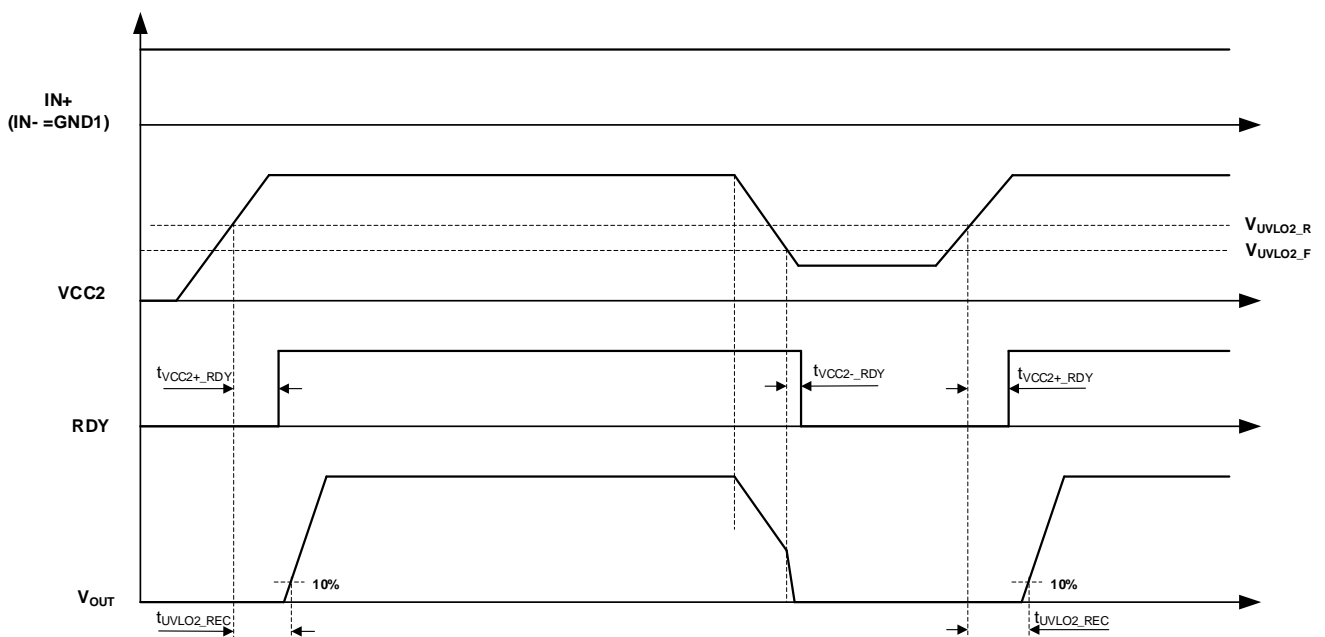 IN+
(IN- =GND1)
VUVLO2_R
VUVLO2_F
VCC2
tVCC2+_RDY
tVCC2-_RDY
tVCC2+_RDY
RDY
10%
10%
VOUT
tUVLO2_REC
tUVLO2_REC